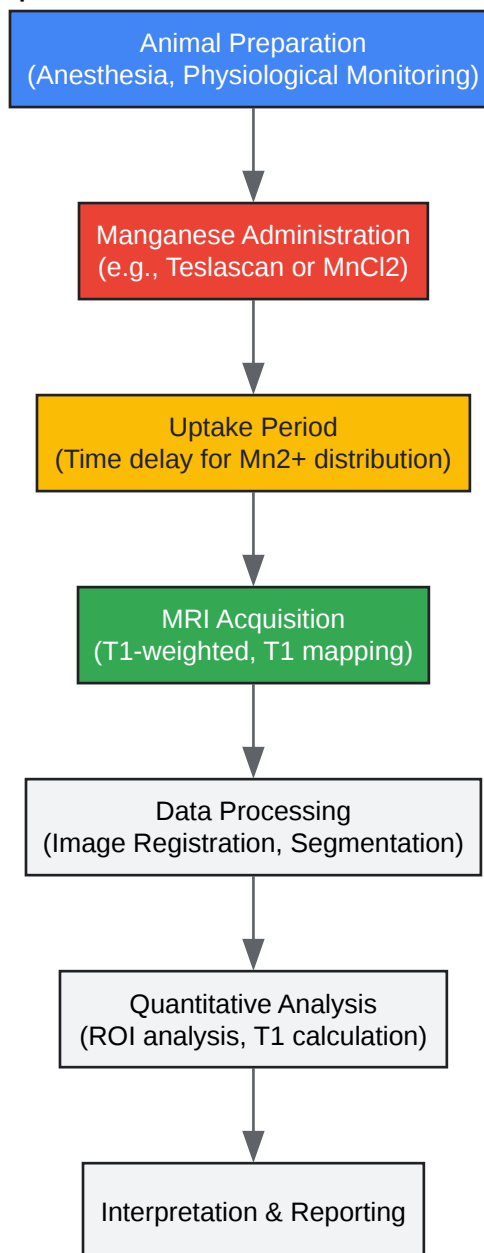 Animal Preparation
(Anesthesia, Physiological Monitoring)
Manganese Administration
(e.g., Teslascan or MnCl2)
Uptake Period
(Time delay for Mn2+ distribution)
MRI Acquisition
(T1-weighted, T1 mapping)
Data Processing
(Image Registration, Segmentation)
Quantitative Analysis
(ROI analysis, T1 calculation)
Interpretation & Reporting